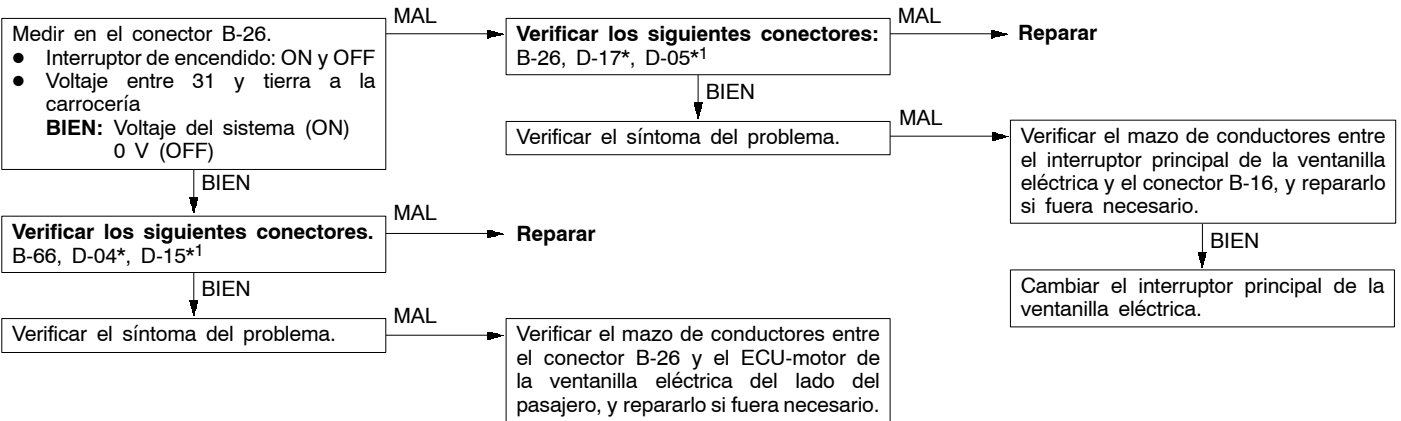 Medir en el conector B-26.
● Interruptor de encendido: ON y OFF
● Voltaje entre 31 y tierra a la
carrocería
BIEN: Voltaje del sistema (ON)
0 V (OFF)
MAL
Verificar los siguientes conectores:
B-26, D-17*, D-05*1
MAL
Reparar
BIEN
Verificar el síntoma del problema.
MAL
Verificar el mazo de conductores entre
el interruptor principal de la ventanilla
eléctrica y el conector B-16, y repararlo
si fuera necesario.
BIEN
Cambiar el interruptor principal de la
ventanilla eléctrica.
BIEN
Verificar los siguientes conectores.
B-66, D-04*, D-15*1
MAL
Reparar
BIEN
Verificar el síntoma del problema.
MAL
Verificar el mazo de conductores entre
el conector B-26 y el ECU-motor de
la ventanilla eléctrica del lado del
pasajero, y repararlo si fuera necesario.